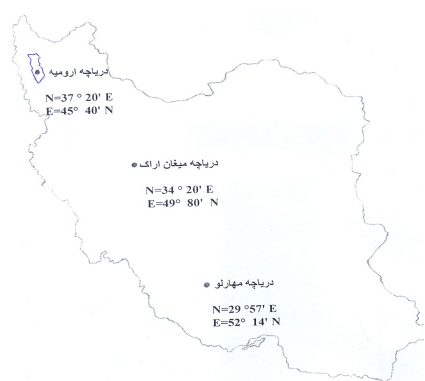 دریاچه ارومیه
N=37 ° 20' E
E=45° 40' N
دریاچه میغان اراک
N=34 ° 20' E
E=49° 80' N
دریاچه مهارلو
N=29 °57' E
E=52° 14' N